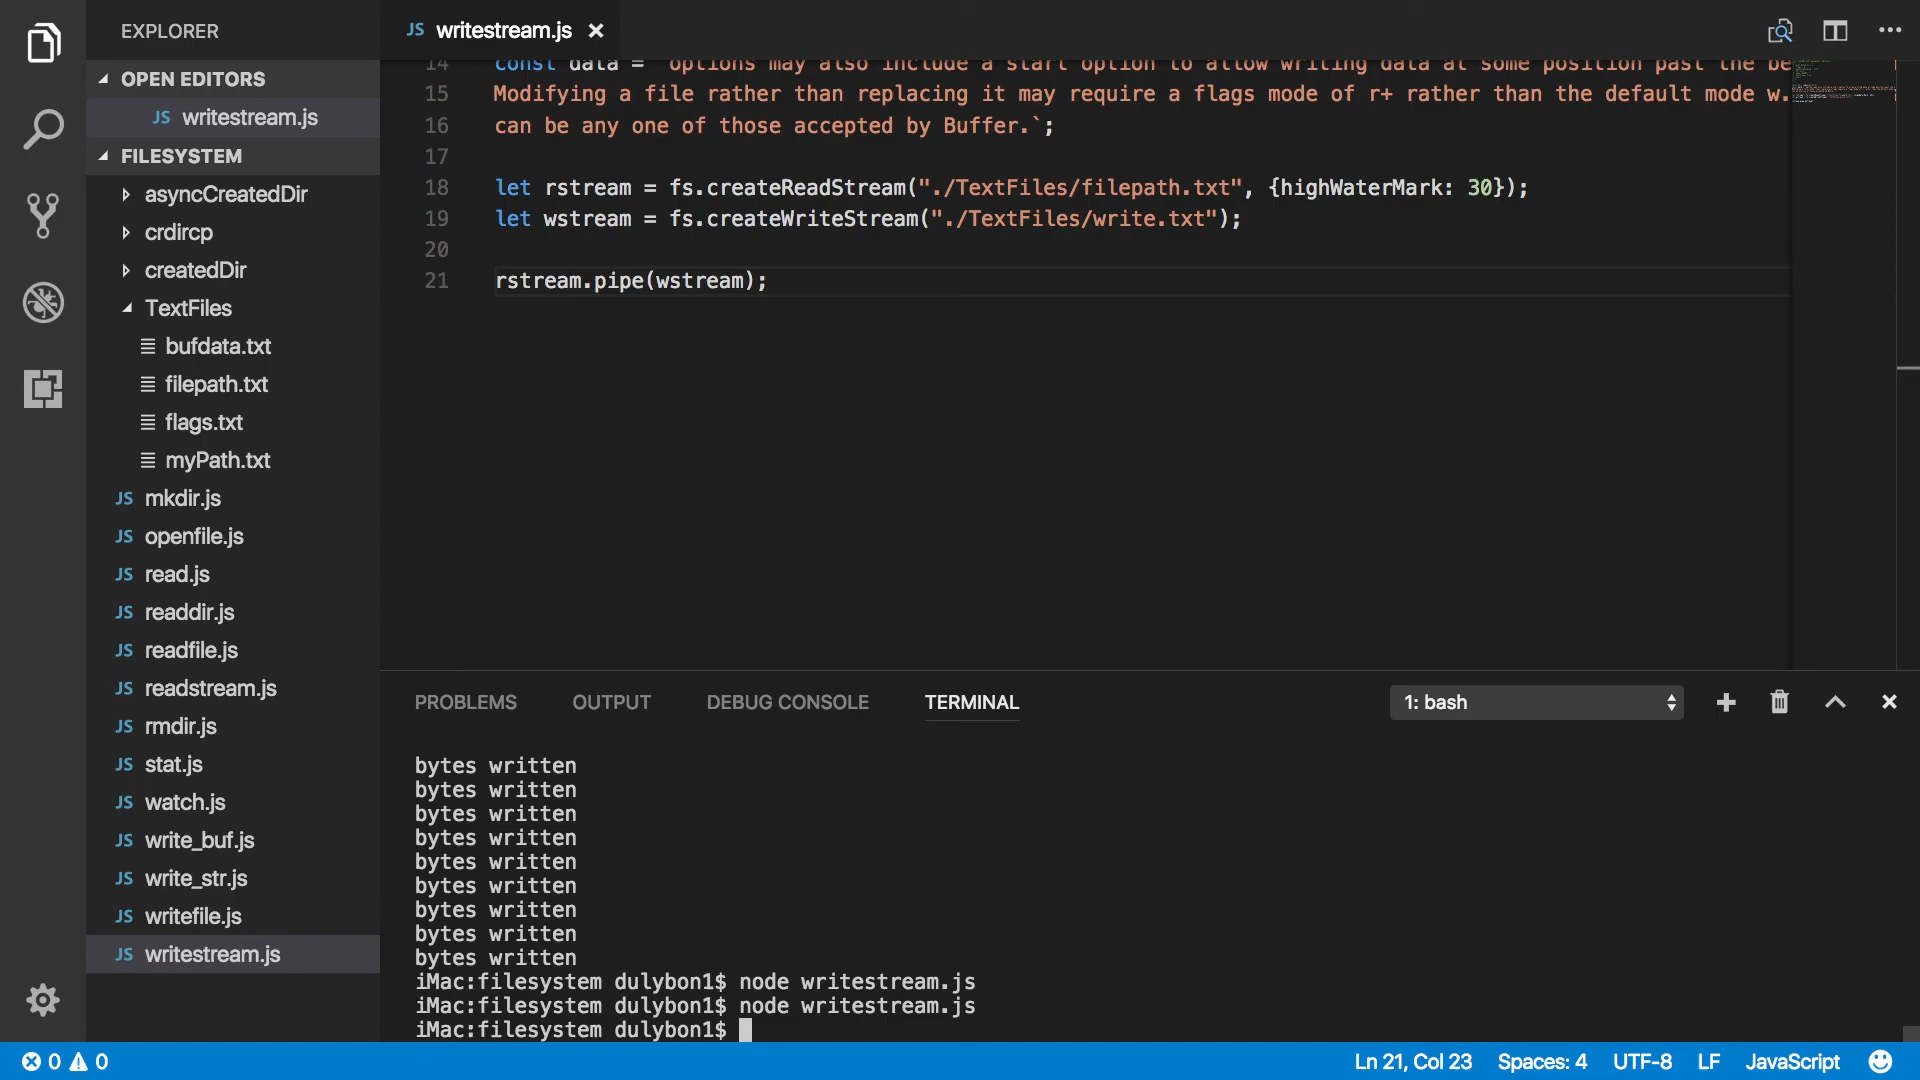 EXPLORER
OPEN EDITORS
JS writestream.js
FILESYSTEM
asyncCreatedDir
crdircp
createdDir
TextFiles
bufdata.txt
filepath.txt
flags.txt
myPath.txt
JS mkdir.js
JS openfile.js
JS read.js
JS readdir.js
JS readfile.js
JS readstream.js
JS rmdir.js
JS stat.js
JS watch.js
JS write_buf.js
JS write_str.js
JS writefile.js
JS writestream.js
JS writestream.js
14 const data = `options may also include a start option to allow writing data at some position past the be
15 Modifying a file rather than replacing it may require a flags mode of r+ rather than the default mode w.
16 can be any one of those accepted by Buffer.`;
17
18 let rstream = fs.createReadStream("./TextFiles/filepath.txt", {highWaterMark: 30});
19 let wstream = fs.createWriteStream("./TextFiles/write.txt");
20
21 rstream.pipe(wstream);
PROBLEMS OUTPUT DEBUG CONSOLE TERMINAL 1: bash
bytes written
bytes written
bytes written
bytes written
bytes written
bytes written
bytes written
bytes written
bytes written
iMac:filesystem dulybon1$ node writestream.js
iMac:filesystem dulybon1$ node writestream.js
iMac:filesystem dulybon1$
0 0 Ln 21, Col 23 Spaces: 4 UTF-8 LF JavaScript